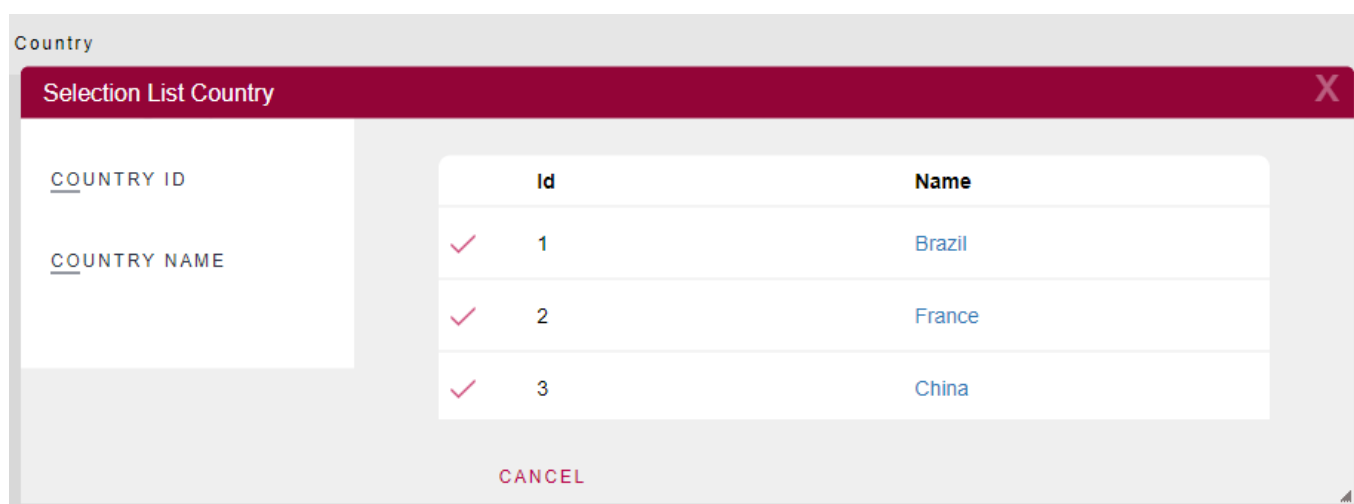 Country
Selection List Country X
COUNTRY ID
COUNTRY NAME
Id Name
1 Brazil
2 France
3 China
CANCEL